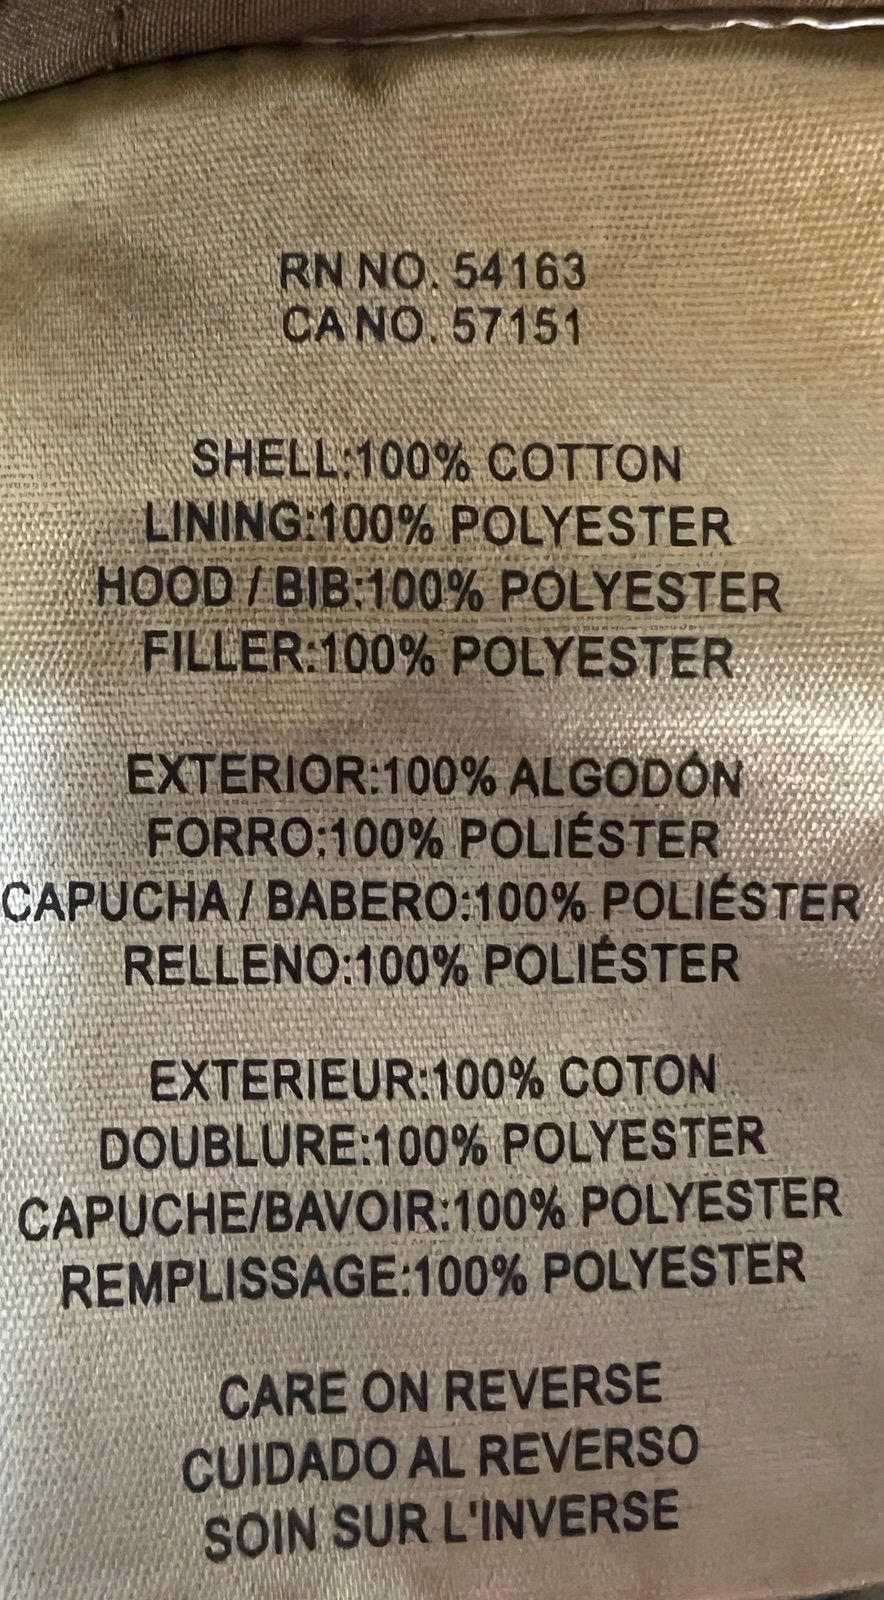 RN NO. 54163
CA NO. 57151
SHELL:100% COTTON
LINING:100% POLYESTER
HOOD / BIB:100% POLYESTER
FILLER:100% POLYESTER
EXTERIOR:100% ALGODÓN
FORRO:100% POLIÉSTER
CAPUCHA / BABERO:100% POLIÉSTER
RELLENO:100% POLIÉSTER
EXTERIEUR:100% COTON
DOUBLURE:100% POLYESTER
CAPUCHE/BAVOIR:100% POLYESTER
REMPLISSAGE:100% POLYESTER
CARE ON REVERSE
CUIDADO AL REVERSO
SOIN SUR L'INVERSE